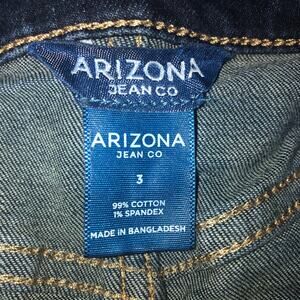 ARIZONA
JEAN CO
ARIZONA
JEAN CO
3
99% COTTON
1% SPANDEX
MADE IN BANGLADESH